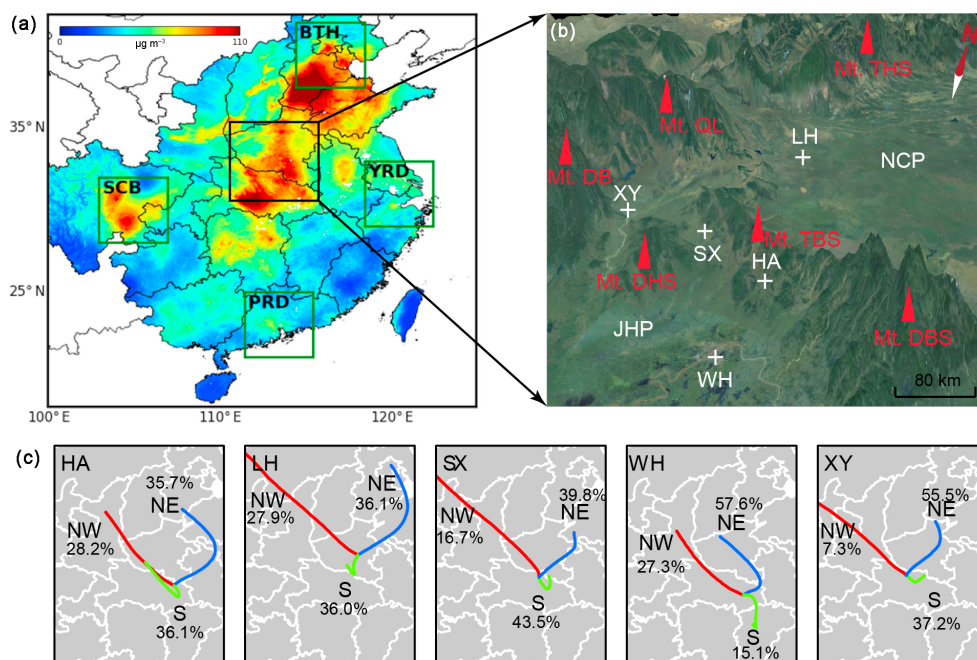 (a)
0
μg m⁻³
110
BTH
35° N
SCB
YRD
25° N
PRD
100° E
110° E
120° E
(b)
Mt. THS
N
Mt. QL
LH
NCP
Mt. DB
XY
SX
Mt. TBS
HA
Mt. DHS
JHP
Mt. DBS
WH
80 km
(c)
HA
35.7%
NE
NW
28.2%
S
36.1%
LH
NW
27.9%
NE
36.1%
S
36.0%
SX
39.8%
NE
NW
16.7%
S
43.5%
WH
57.6%
NE
NW
27.3%
S
15.1%
XY
55.5%
NE
NW
7.3%
S
37.2%